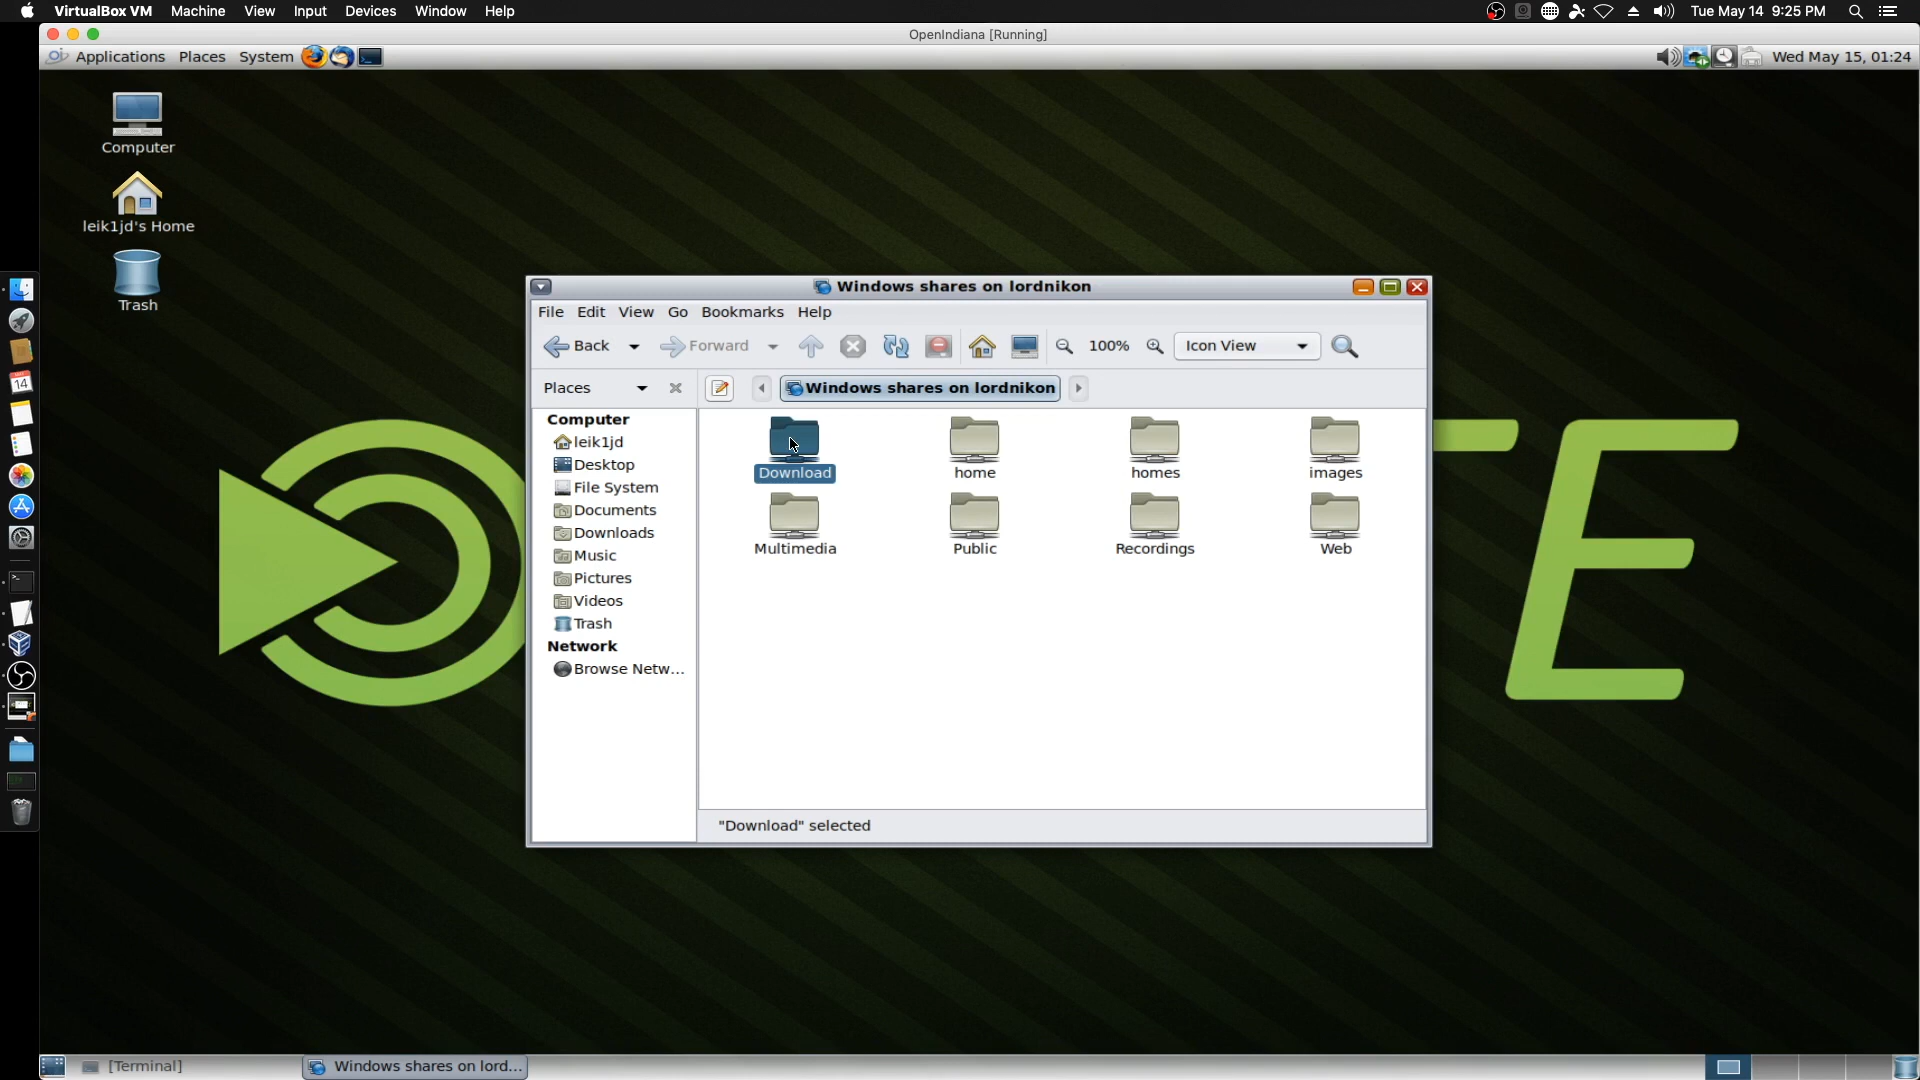 VirtualBox VM Machine View Input Devices Window Help Tue May 14 9:25 PM
OpenIndiana [Running]
Applications Places System Wed May 15, 01:24
Computer
leik1jd's Home
Trash
14
Windows shares on lordnikon
File Edit View Go Bookmarks Help
Back Forward 100% Icon View
Places Windows shares on lordnikon
Computer
leik1jd
Desktop
File System
Documents
Downloads
Music
Pictures
Videos
Trash
Network
Browse Netw...
Download home homes images
Multimedia Public Recordings Web
"Download" selected
TE
[Terminal] Windows shares on lord...